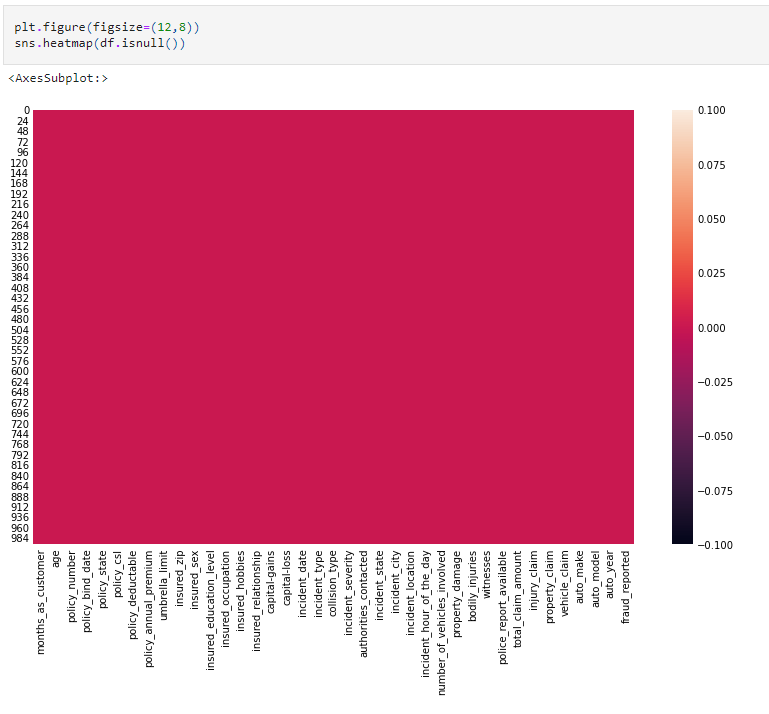 plt.figure(figsize=(12,8))
sns.heatmap(df.isnull())
<AxesSubplot:>
0
24
48
72
96
120
144
168
192
216
240
264
288
312
336
360
384
408
432
456
480
504
528
552
576
600
624
648
672
696
720
744
768
792
816
840
864
888
912
936
960
984
0.100
0.075
0.050
0.025
0.000
−0.025
−0.050
−0.075
−0.100
months_as_customer
age
policy_number
policy_bind_date
policy_state
policy_csl
policy_deductable
policy_annual_premium
umbrella_limit
insured_zip
insured_sex
insured_education_level
insured_occupation
insured_hobbies
insured_relationship
capital-gains
capital-loss
incident_date
incident_type
collision_type
incident_severity
authorities_contacted
incident_state
incident_city
incident_location
incident_hour_of_the_day
number_of_vehicles_involved
property_damage
bodily_injuries
witnesses
police_report_available
total_claim_amount
injury_claim
property_claim
vehicle_claim
auto_make
auto_model
auto_year
fraud_reported